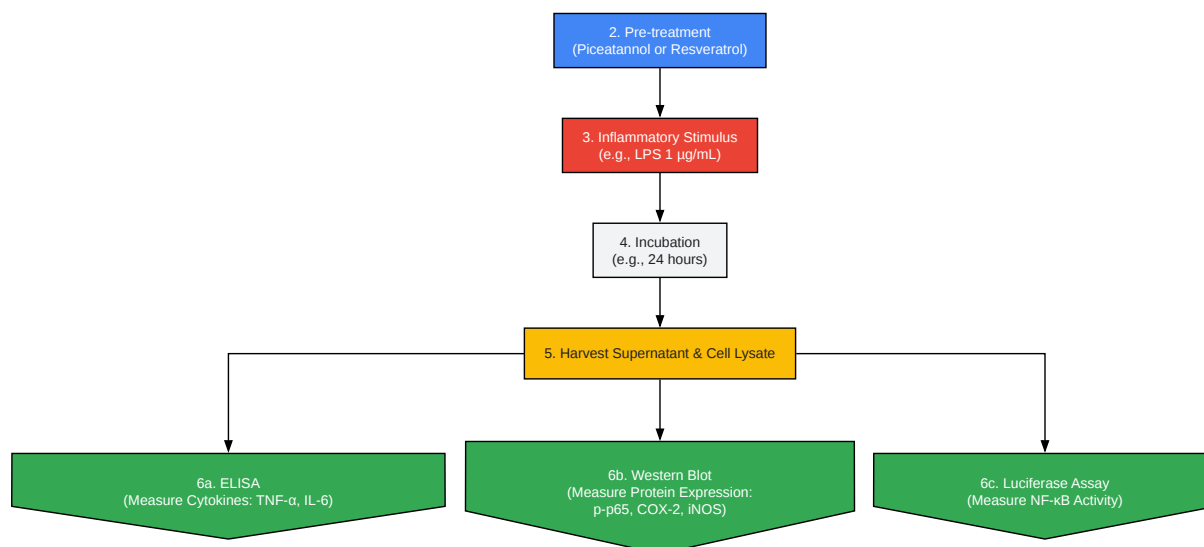 2. Pre-treatment
(Piceatannol or Resveratrol)
3. Inflammatory Stimulus
(e.g., LPS 1 µg/mL)
4. Incubation
(e.g., 24 hours)
5. Harvest Supernatant & Cell Lysate
6a. ELISA
(Measure Cytokines: TNF-α, IL-6)
6b. Western Blot
(Measure Protein Expression:
p-p65, COX-2, iNOS)
6c. Luciferase Assay
(Measure NF-κB Activity)